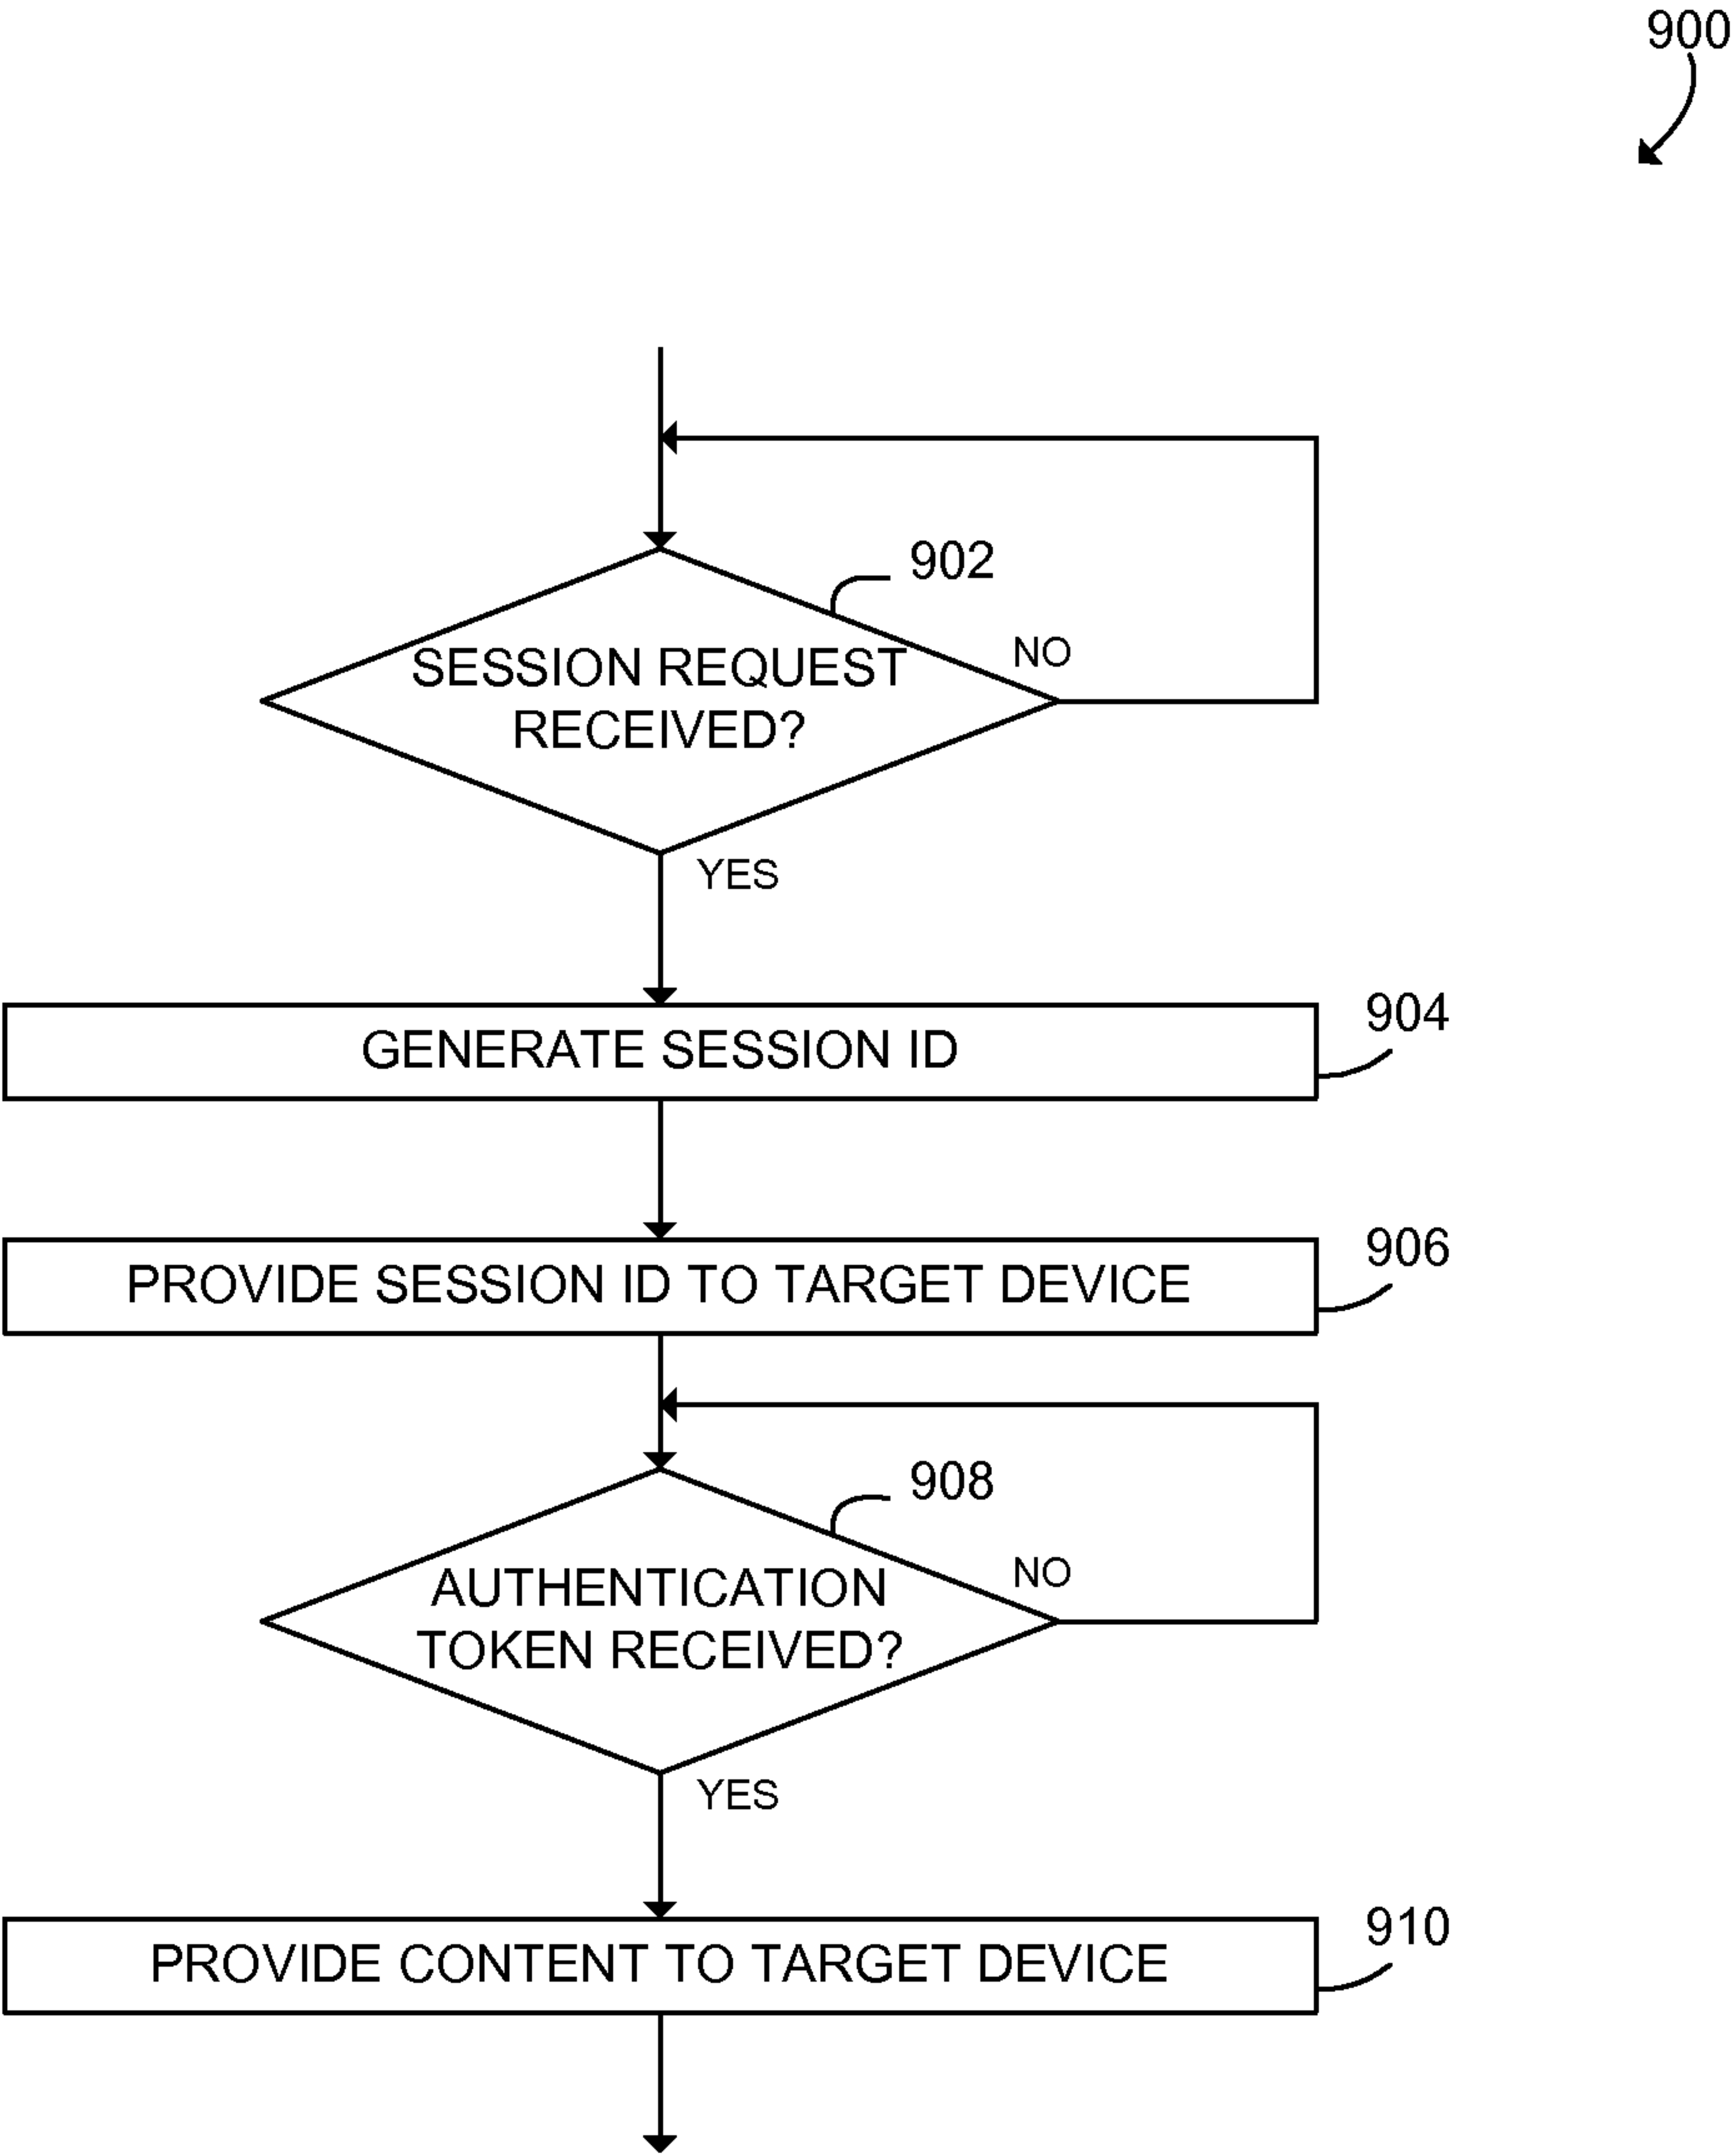 900
902
SESSION REQUEST
RECEIVED?
NO
YES
904
GENERATE SESSION ID
906
PROVIDE SESSION ID TO TARGET DEVICE
908
AUTHENTICATION
TOKEN RECEIVED?
NO
YES
910
PROVIDE CONTENT TO TARGET DEVICE